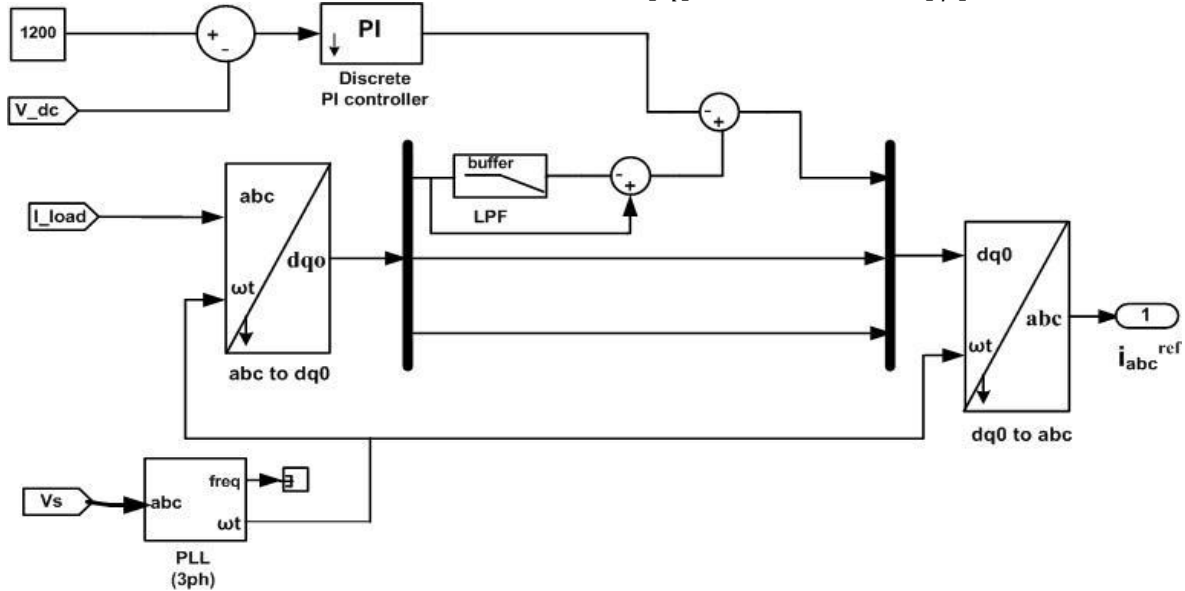 1200
+
-
PI
Discrete
PI controller
V_dc
-
+
buffer
-
+
LPF
I_load
abc
dqo
ωt
abc to dq0
dq0
abc
ωt
dq0 to abc
1
i_abc^ref
Vs
abc
freq
ωt
PLL
(3ph)